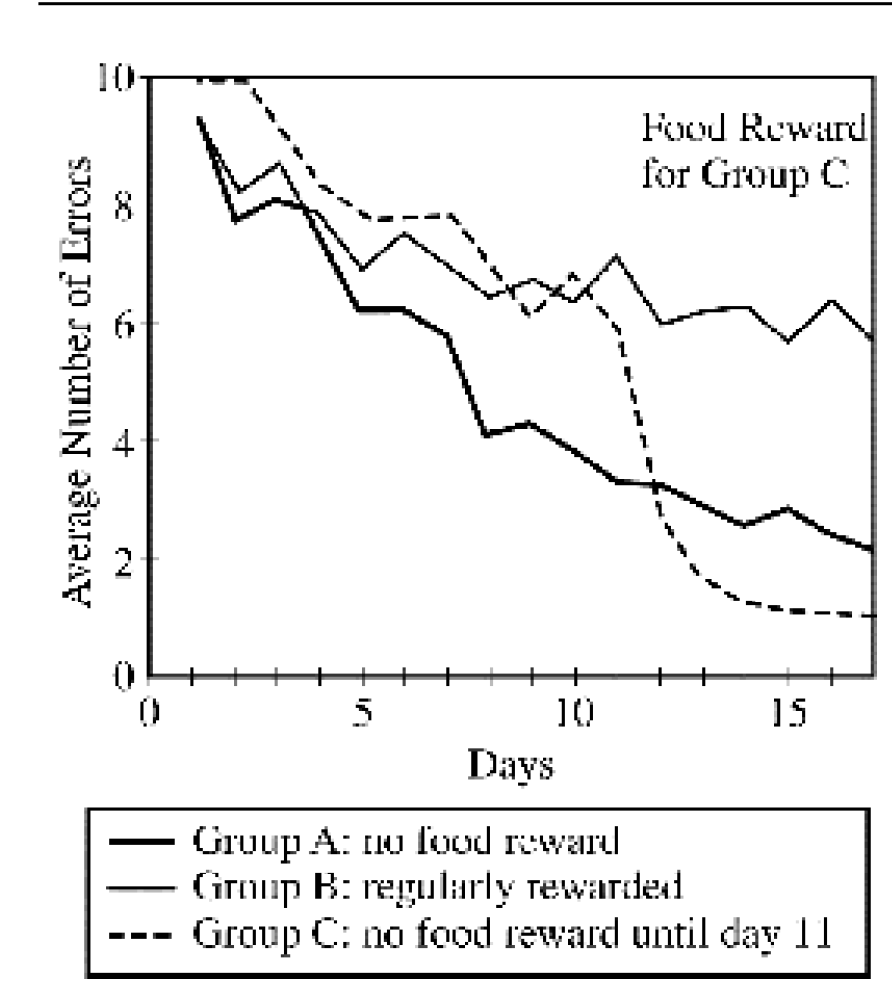 10
Food Reward
for Group C
8
6
4
2
0
Average Number of Errors
0 5 10 15
Days
Group A: no food reward
Group B: regularly rewarded
Group C: no food reward until day 11